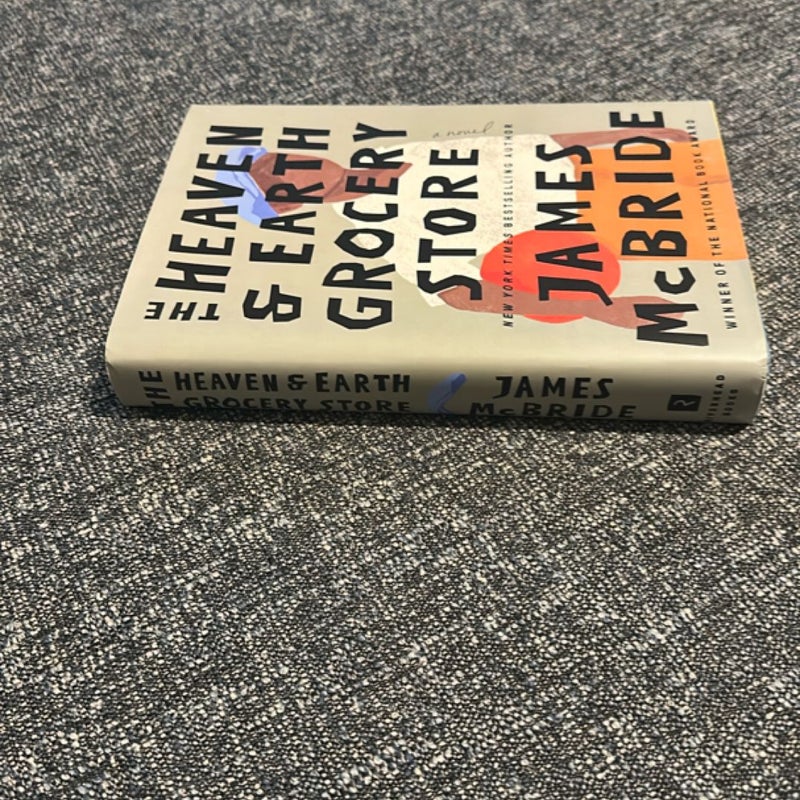 THE
HEAVEN
& EARTH
GROCERY
STORE
a novel
NEW YORK TIMES BESTSELLING AUTHOR
JAMES
McBRIDE
WINNER OF THE NATIONAL BOOK AWARD
THE
HEAVEN & EARTH
GROCERY STORE
JAMES
McBRIDE
RIVERHEAD
BOOKS